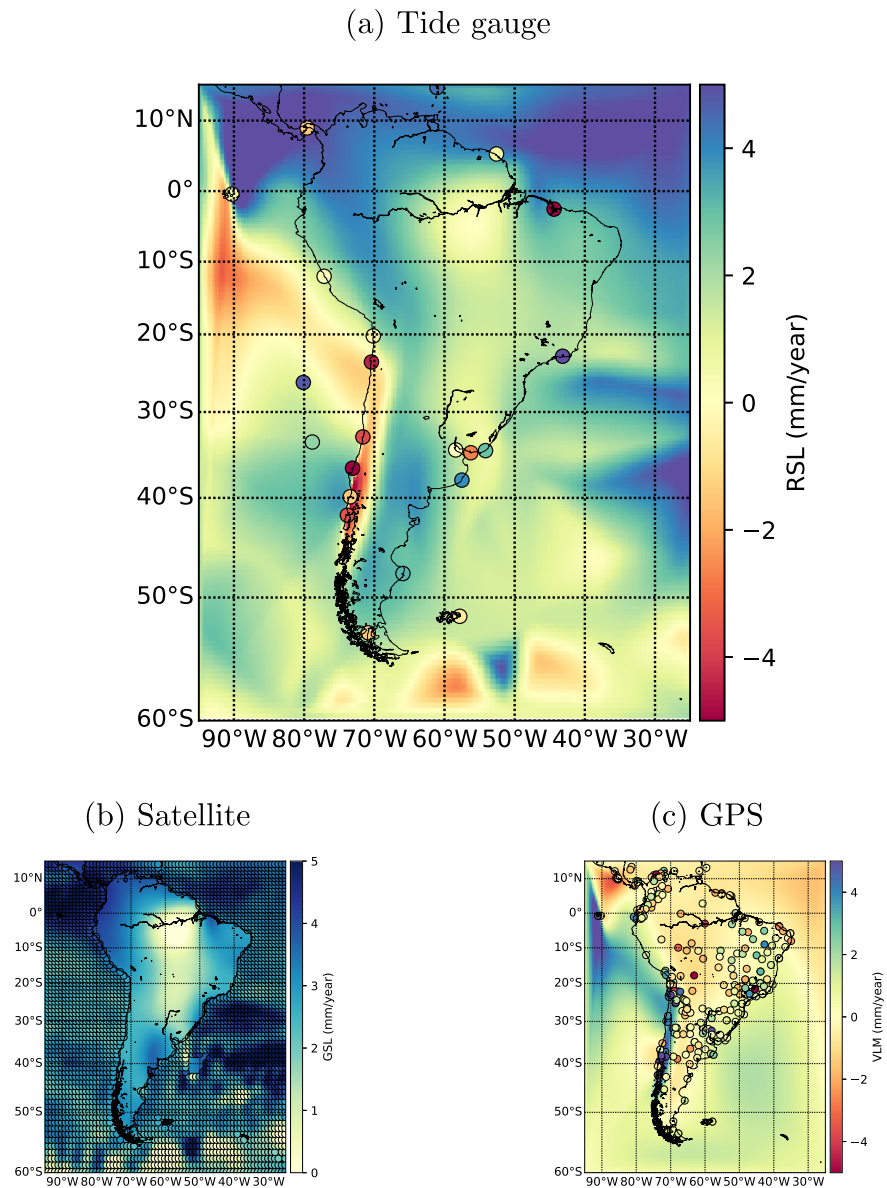 (a) Tide gauge
10°N
0°
10°S
20°S
30°S
40°S
50°S
60°S
90°W 80°W 70°W 60°W 50°W 40°W 30°W
4
2
0
−2
−4
RSL (mm/year)
(b) Satellite
10°N
0°
10°S
20°S
30°S
40°S
50°S
60°S
90°W 80°W 70°W 60°W 50°W 40°W 30°W
5
4
3
2
1
0
GSL (mm/year)
(c) GPS
10°N
0°
10°S
20°S
30°S
40°S
50°S
60°S
90°W 80°W 70°W 60°W 50°W 40°W 30°W
4
2
0
−2
−4
VLM (mm/year)